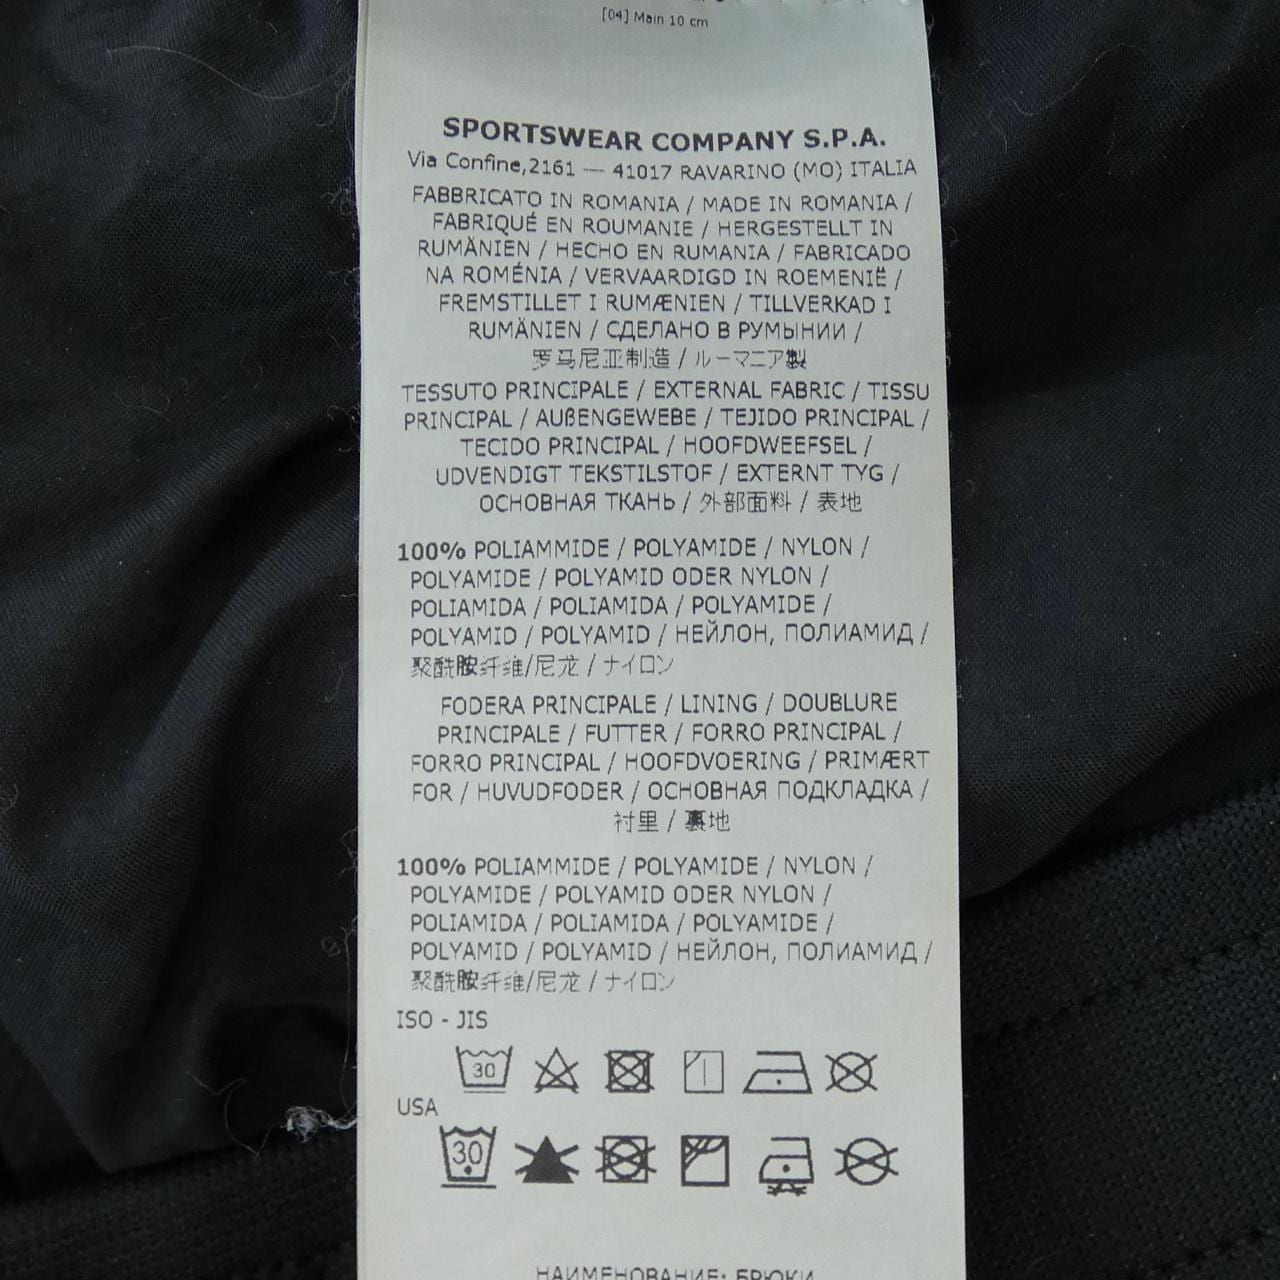 [04] Main 10 cm
SPORTSWEAR COMPANY S.P.A.
Via Confine,2161 — 41017 RAVARINO (MO) ITALIA
FABBRICATO IN ROMANIA / MADE IN ROMANIA /
FABRIQUÉ EN ROUMANIE / HERGESTELLT IN
RUMÄNIEN / HECHO EN RUMANIA / FABRICADO
NA ROMÉNIA / VERVAARDIGD IN ROEMENIË /
FREMSTILLET I RUMÆNIEN / TILLVERKAD I
RUMÄNIEN / СДЕЛАНО В РУМЫНИИ /
罗马尼亚制造 / ルーマニア製
TESSUTO PRINCIPALE / EXTERNAL FABRIC / TISSU
PRINCIPAL / AUßENGEWEBE / TEJIDO PRINCIPAL /
TECIDO PRINCIPAL / HOOFDWEEFSEL /
UDVENDIGT TEKSTILSTOF / EXTERNT TYG /
ОСНОВНАЯ ТКАНЬ / 外部面料 / 表地
100% POLIAMMIDE / POLYAMIDE / NYLON /
POLYAMIDE / POLYAMID ODER NYLON /
POLIAMIDA / POLIAMIDA / POLYAMIDE /
POLYAMID / POLYAMID / НЕЙЛОН, ПОЛИАМИД /
聚酰胺纤维/尼龙 / ナイロン
FODERA PRINCIPALE / LINING / DOUBLURE
PRINCIPALE / FUTTER / FORRO PRINCIPAL /
FORRO PRINCIPAL / HOOFDVOERING / PRIMÆRT
FOR / HUVUDFODER / ОСНОВНАЯ ПОДКЛАДКА /
衬里 / 裏地
100% POLIAMMIDE / POLYAMIDE / NYLON /
POLYAMIDE / POLYAMID ODER NYLON /
POLIAMIDA / POLIAMIDA / POLYAMIDE /
POLYAMID / POLYAMID / НЕЙЛОН, ПОЛИАМИД /
聚酰胺纤维/尼龙 / ナイロン
ISO - JIS
30
USA
30
НАИМЕНОВАНИЕ: БРЮКИ